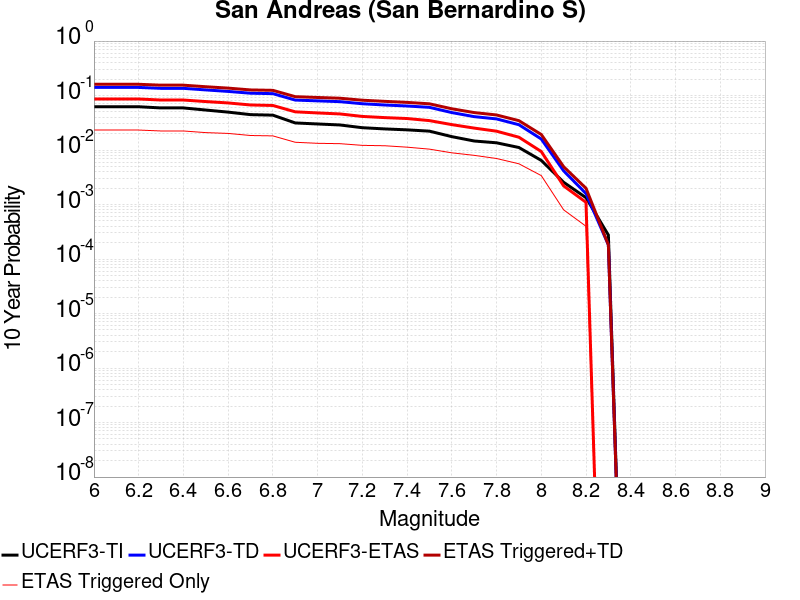 San Andreas (San Bernardino S)
10 0
10 -1
10 -2
10 -3
10 -4
10 -5
10 -6
10 -7
10 -8
10 Year Probability
6 6.2 6.4 6.6 6.8 7 7.2 7.4 7.6 7.8 8 8.2 8.4 8.6 8.8 9
Magnitude
UCERF3-TI UCERF3-TD UCERF3-ETAS ETAS Triggered+TD
ETAS Triggered Only